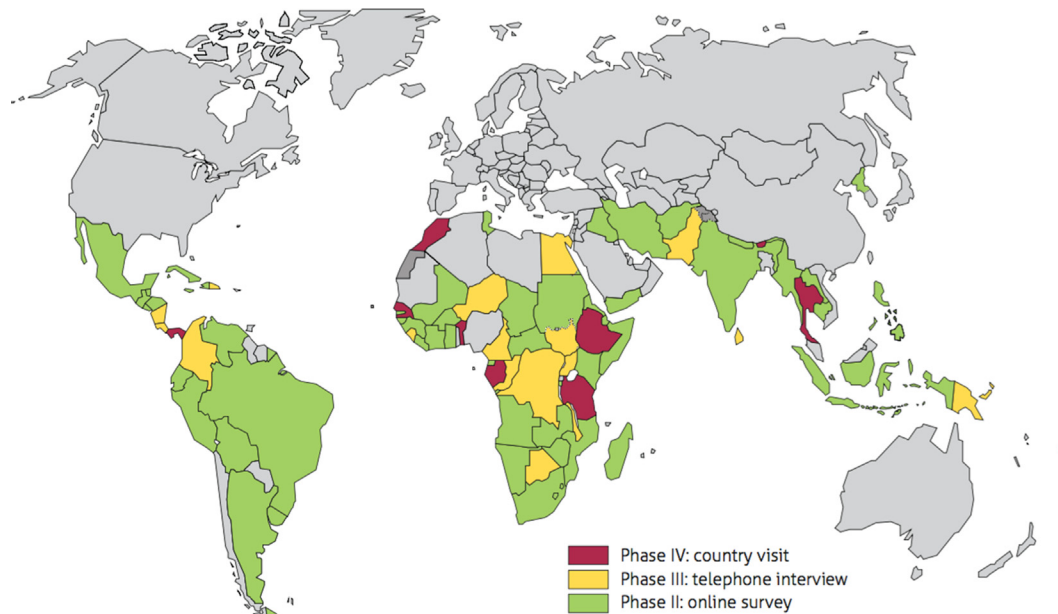 Phase IV: country visit
Phase III: telephone interview
Phase II: online survey